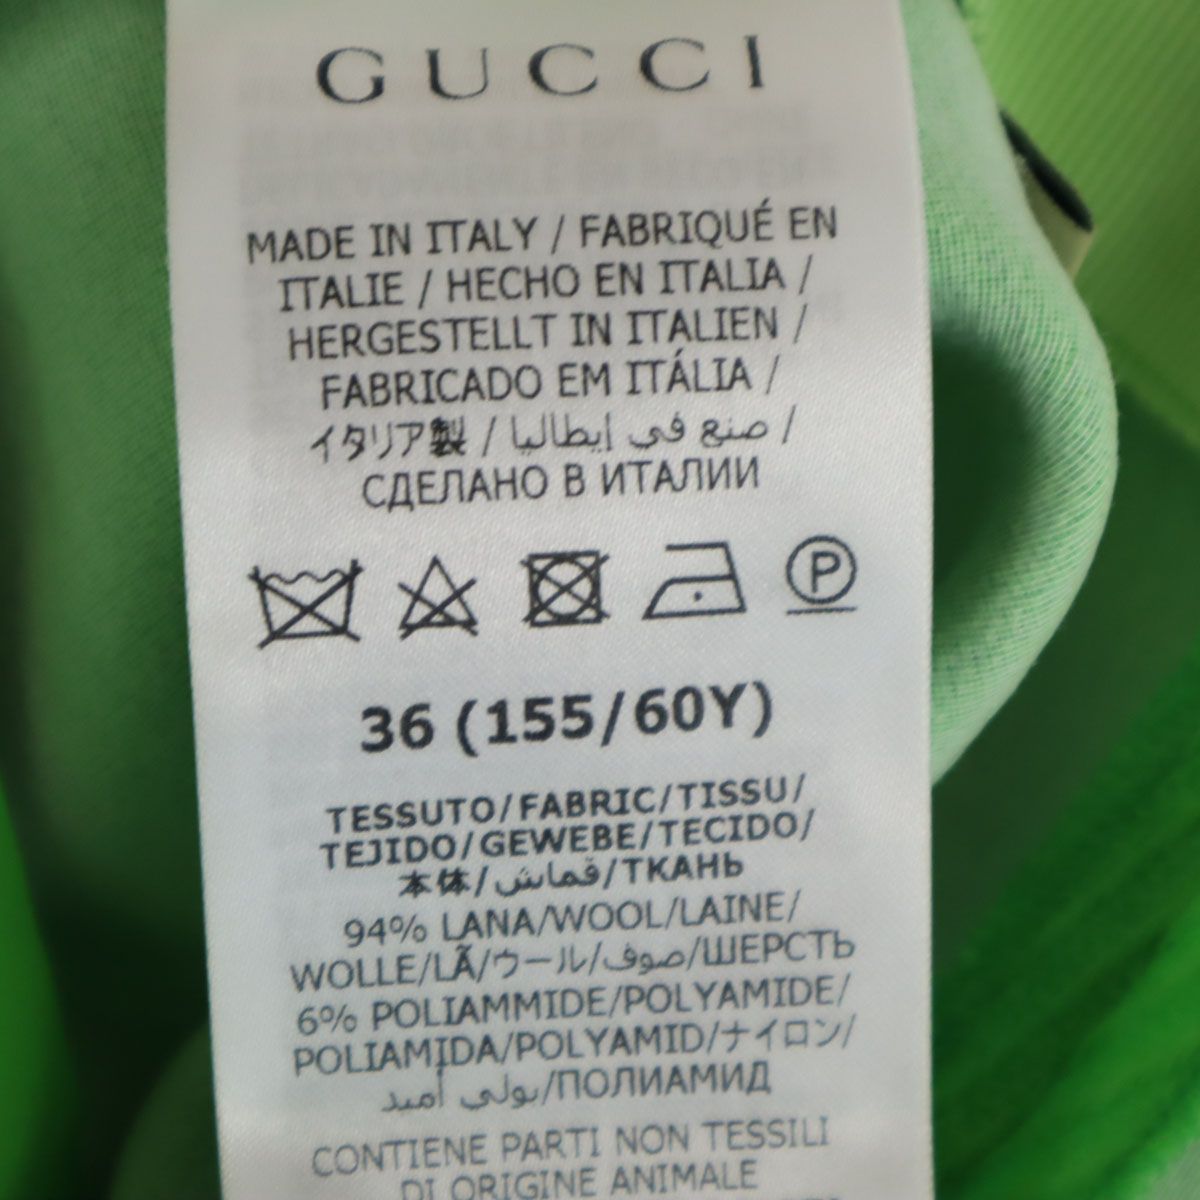 GUCCI
MADE IN ITALY / FABRIQUÉ EN
ITALIE / HECHO EN ITALIA /
HERGESTELLT IN ITALIEN /
FABRICADO EM ITÁLIA /
イタリア製 / صنع في إيطاليا /
СДЕЛАНО В ИТАЛИИ
P
36 (155/60Y)
TESSUTO/FABRIC/TISSU/
TEJIDO/GEWEBE/TECIDO/
本体/قماش/ТКАНЬ
94% LANA/WOOL/LAINE/
WOLLE/LÃ/ウール/صوف/ШЕРСТЬ
6% POLIAMMIDE/POLYAMIDE/
POLIAMIDA/POLYAMID/ナイロン/
بولي أميد/ПОЛИАМИД
CONTIENE PARTI NON TESSILI
DI ORIGINE ANIMALE